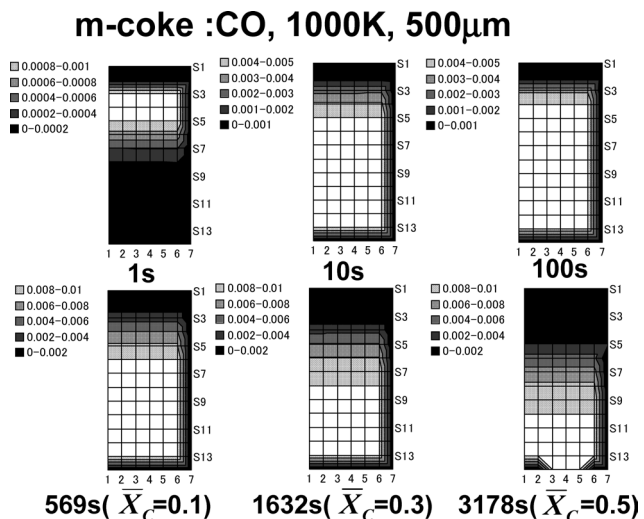 m-coke :CO, 1000K, 500μm
0.0008-0.001
0.0006-0.0008
0.0004-0.0006
0.0002-0.0004
0-0.0002
S1
S3
S5
S7
S9
S11
S13
1 2 3 4 5 6 7
1s
0.004-0.005
0.003-0.004
0.002-0.003
0.001-0.002
0-0.001
S1
S3
S5
S7
S9
S11
S13
1 2 3 4 5 6 7
10s
0.004-0.005
0.003-0.004
0.002-0.003
0.001-0.002
0-0.001
S1
S3
S5
S7
S9
S11
S13
1 2 3 4 5 6 7
100s
0.008-0.01
0.006-0.008
0.004-0.006
0.002-0.004
0-0.002
S1
S3
S5
S7
S9
S11
S13
1 2 3 4 5 6 7
569s( X̄_C=0.1)
0.008-0.01
0.006-0.008
0.004-0.006
0.002-0.004
0-0.002
S1
S3
S5
S7
S9
S11
S13
1 2 3 4 5 6 7
1632s( X̄_C=0.3)
0.008-0.01
0.006-0.008
0.004-0.006
0.002-0.004
0-0.002
S1
S3
S5
S7
S9
S11
S13
1 2 3 4 5 6 7
3178s( X̄_C=0.5)